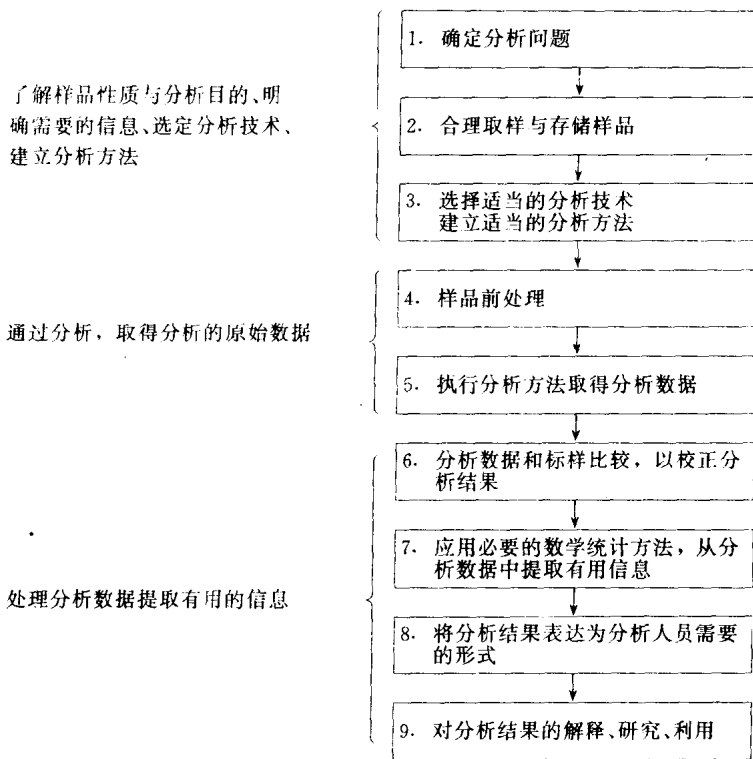 1. 确定分析问题
了解样品性质与分析目的、明
确需要的信息、选定分析技术、
建立分析方法
2. 合理取样与存储样品
3. 选择适当的分析技术
建立适当的分析方法
4. 样品前处理
通过分析，取得分析的原始数据
5. 执行分析方法取得分析数据
6. 分析数据和标样比较，以校正分
析结果
7. 应用必要的数学统计方法，从分
析数据中提取有用信息
处理分析数据提取有用的信息
8. 将分析结果表达为分析人员需要
的形式
9. 对分析结果的解释、研究、利用